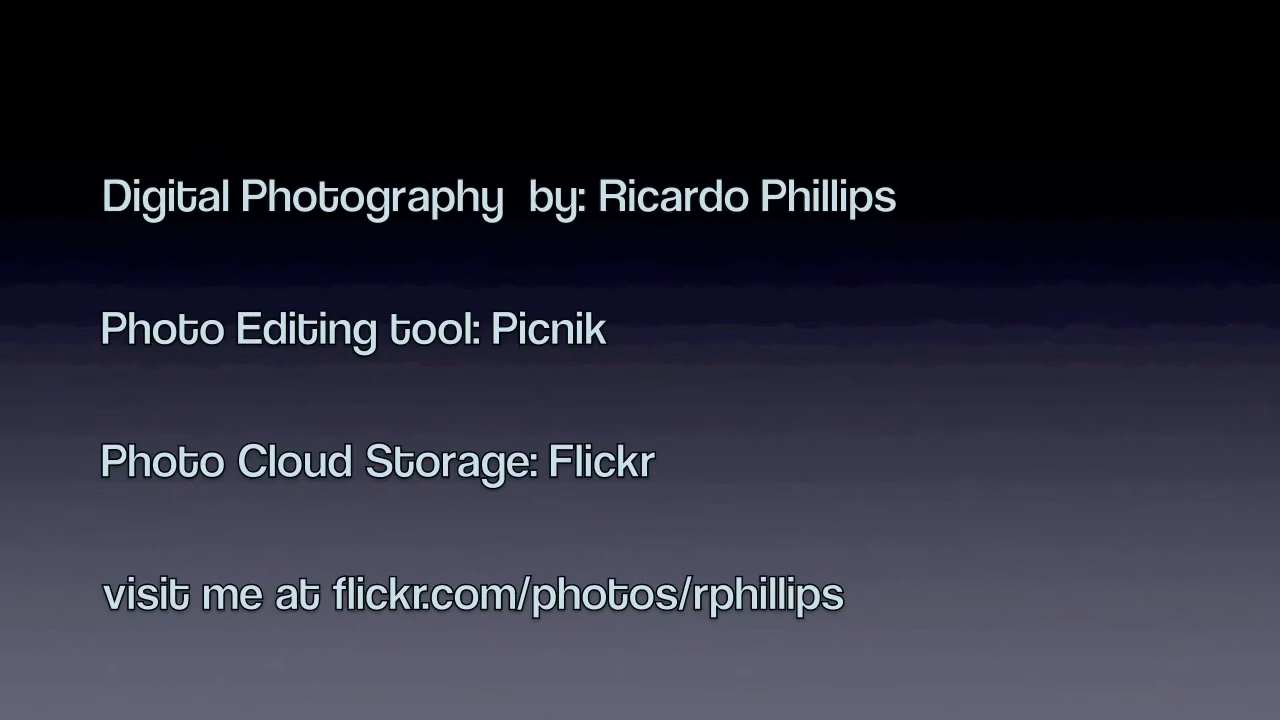 Digital Photography  by: Ricardo Phillips
Photo Editing tool: Picnik
Photo Cloud Storage: Flickr
visit me at flickr.com/photos/rphillips